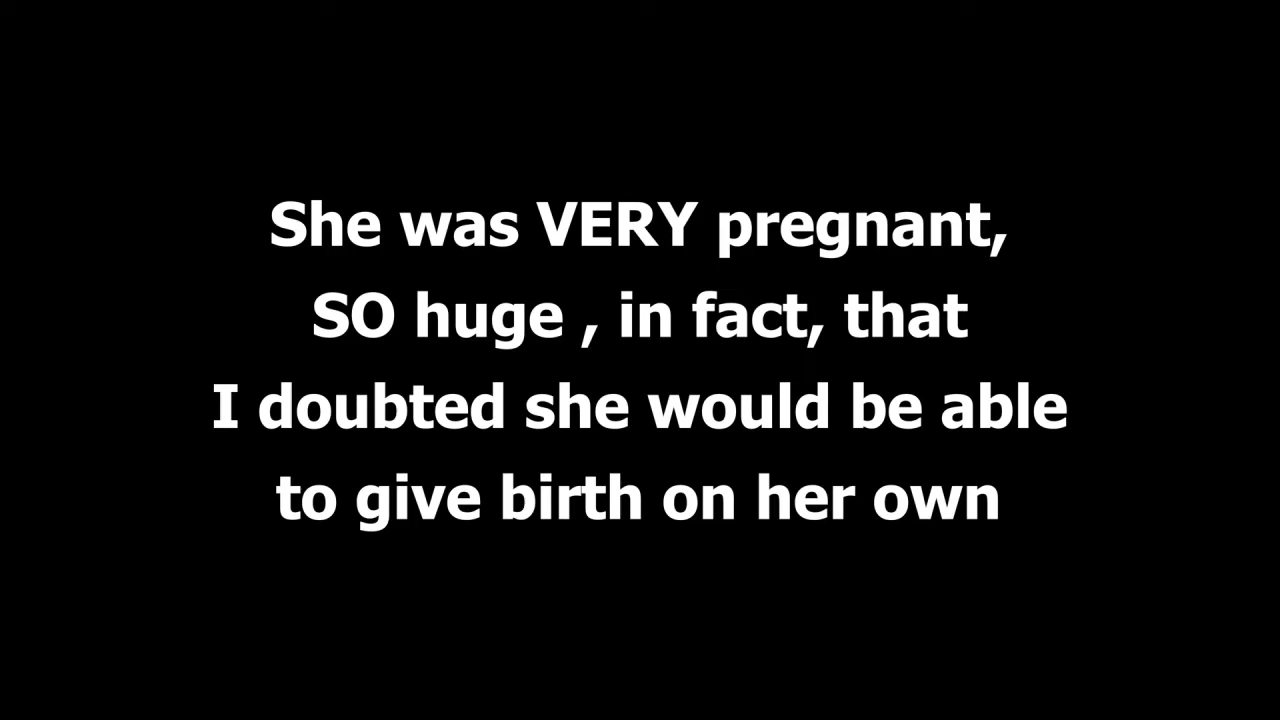 She was VERY pregnant,
SO huge , in fact, that
I doubted she would be able
to give birth on her own